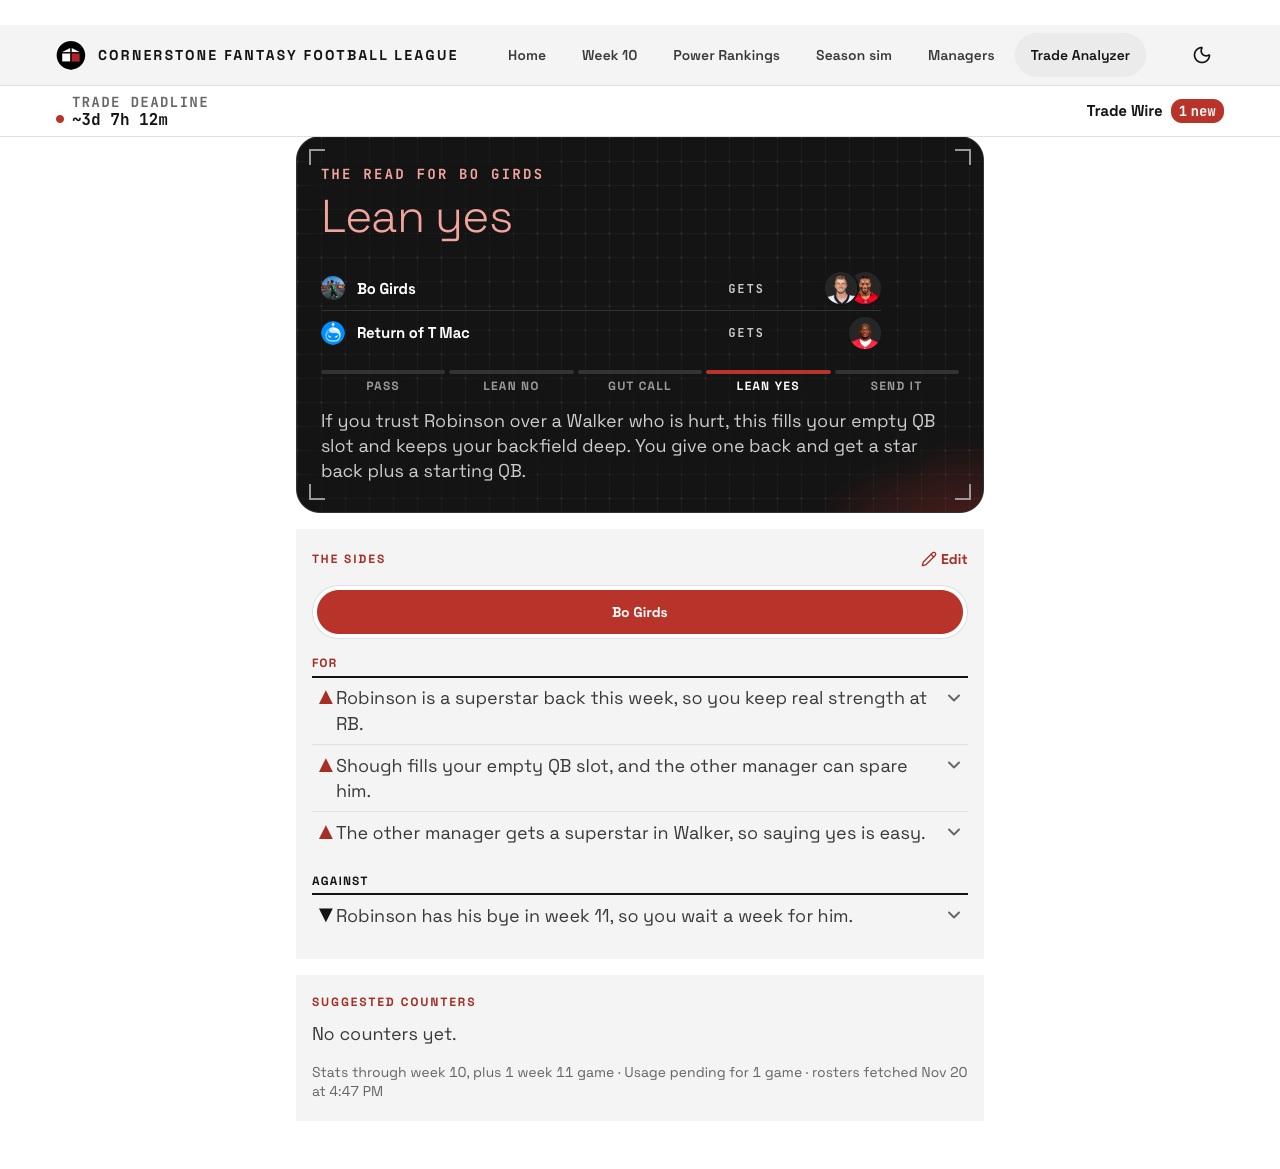 CORNERSTONE FANTASY FOOTBALL LEAGUE
Home
Week 10
Power Rankings
Season sim
Managers
Trade Analyzer
TRADE DEADLINE
~3d 7h 12m
Trade Wire
1 new
THE READ FOR BO GIRDS
Lean yes
Bo Girds
GETS
Return of T Mac
GETS
PASS
LEAN NO
GUT CALL
LEAN YES
SEND IT
If you trust Robinson over a Walker who is hurt, this fills your empty QB
slot and keeps your backfield deep. You give one back and get a star
back plus a starting QB.
THE SIDES
Edit
Bo Girds
FOR
Robinson is a superstar back this week, so you keep real strength at
RB.
Shough fills your empty QB slot, and the other manager can spare
him.
The other manager gets a superstar in Walker, so saying yes is easy.
AGAINST
Robinson has his bye in week 11, so you wait a week for him.
SUGGESTED COUNTERS
No counters yet.
Stats through week 10, plus 1 week 11 game · Usage pending for 1 game · rosters fetched Nov 20
at 4:47 PM